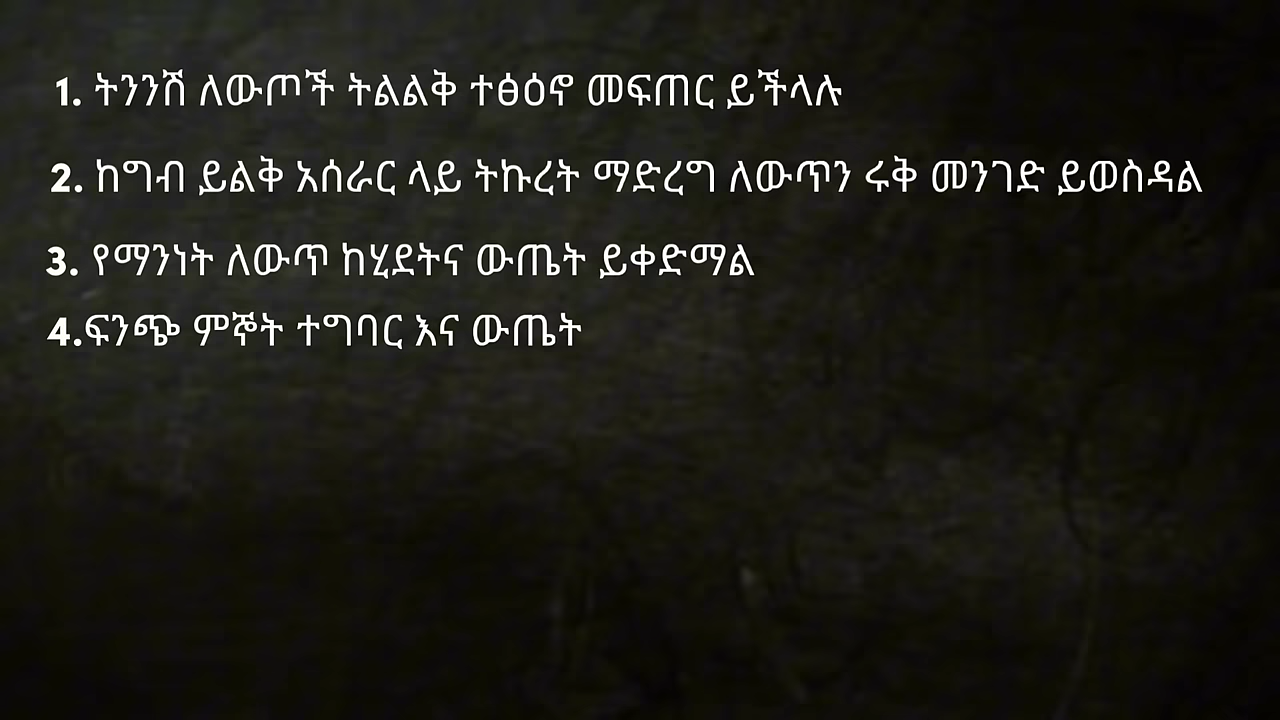 1. ትንንሽ ለውጦች ትልልቅ ተፅዕኖ መፍጠር ይችላሉ
2. ከግብ ይልቅ አሰራር ላይ ትኩረት ማድረግ ለውጥን ሩቅ መንገድ ይወስዳል
3. የማንነት ለውጥ ከሂደትና ውጤት ይቀድማል
4.ፍንጭ ምኞት ተግባር እና ውጤት